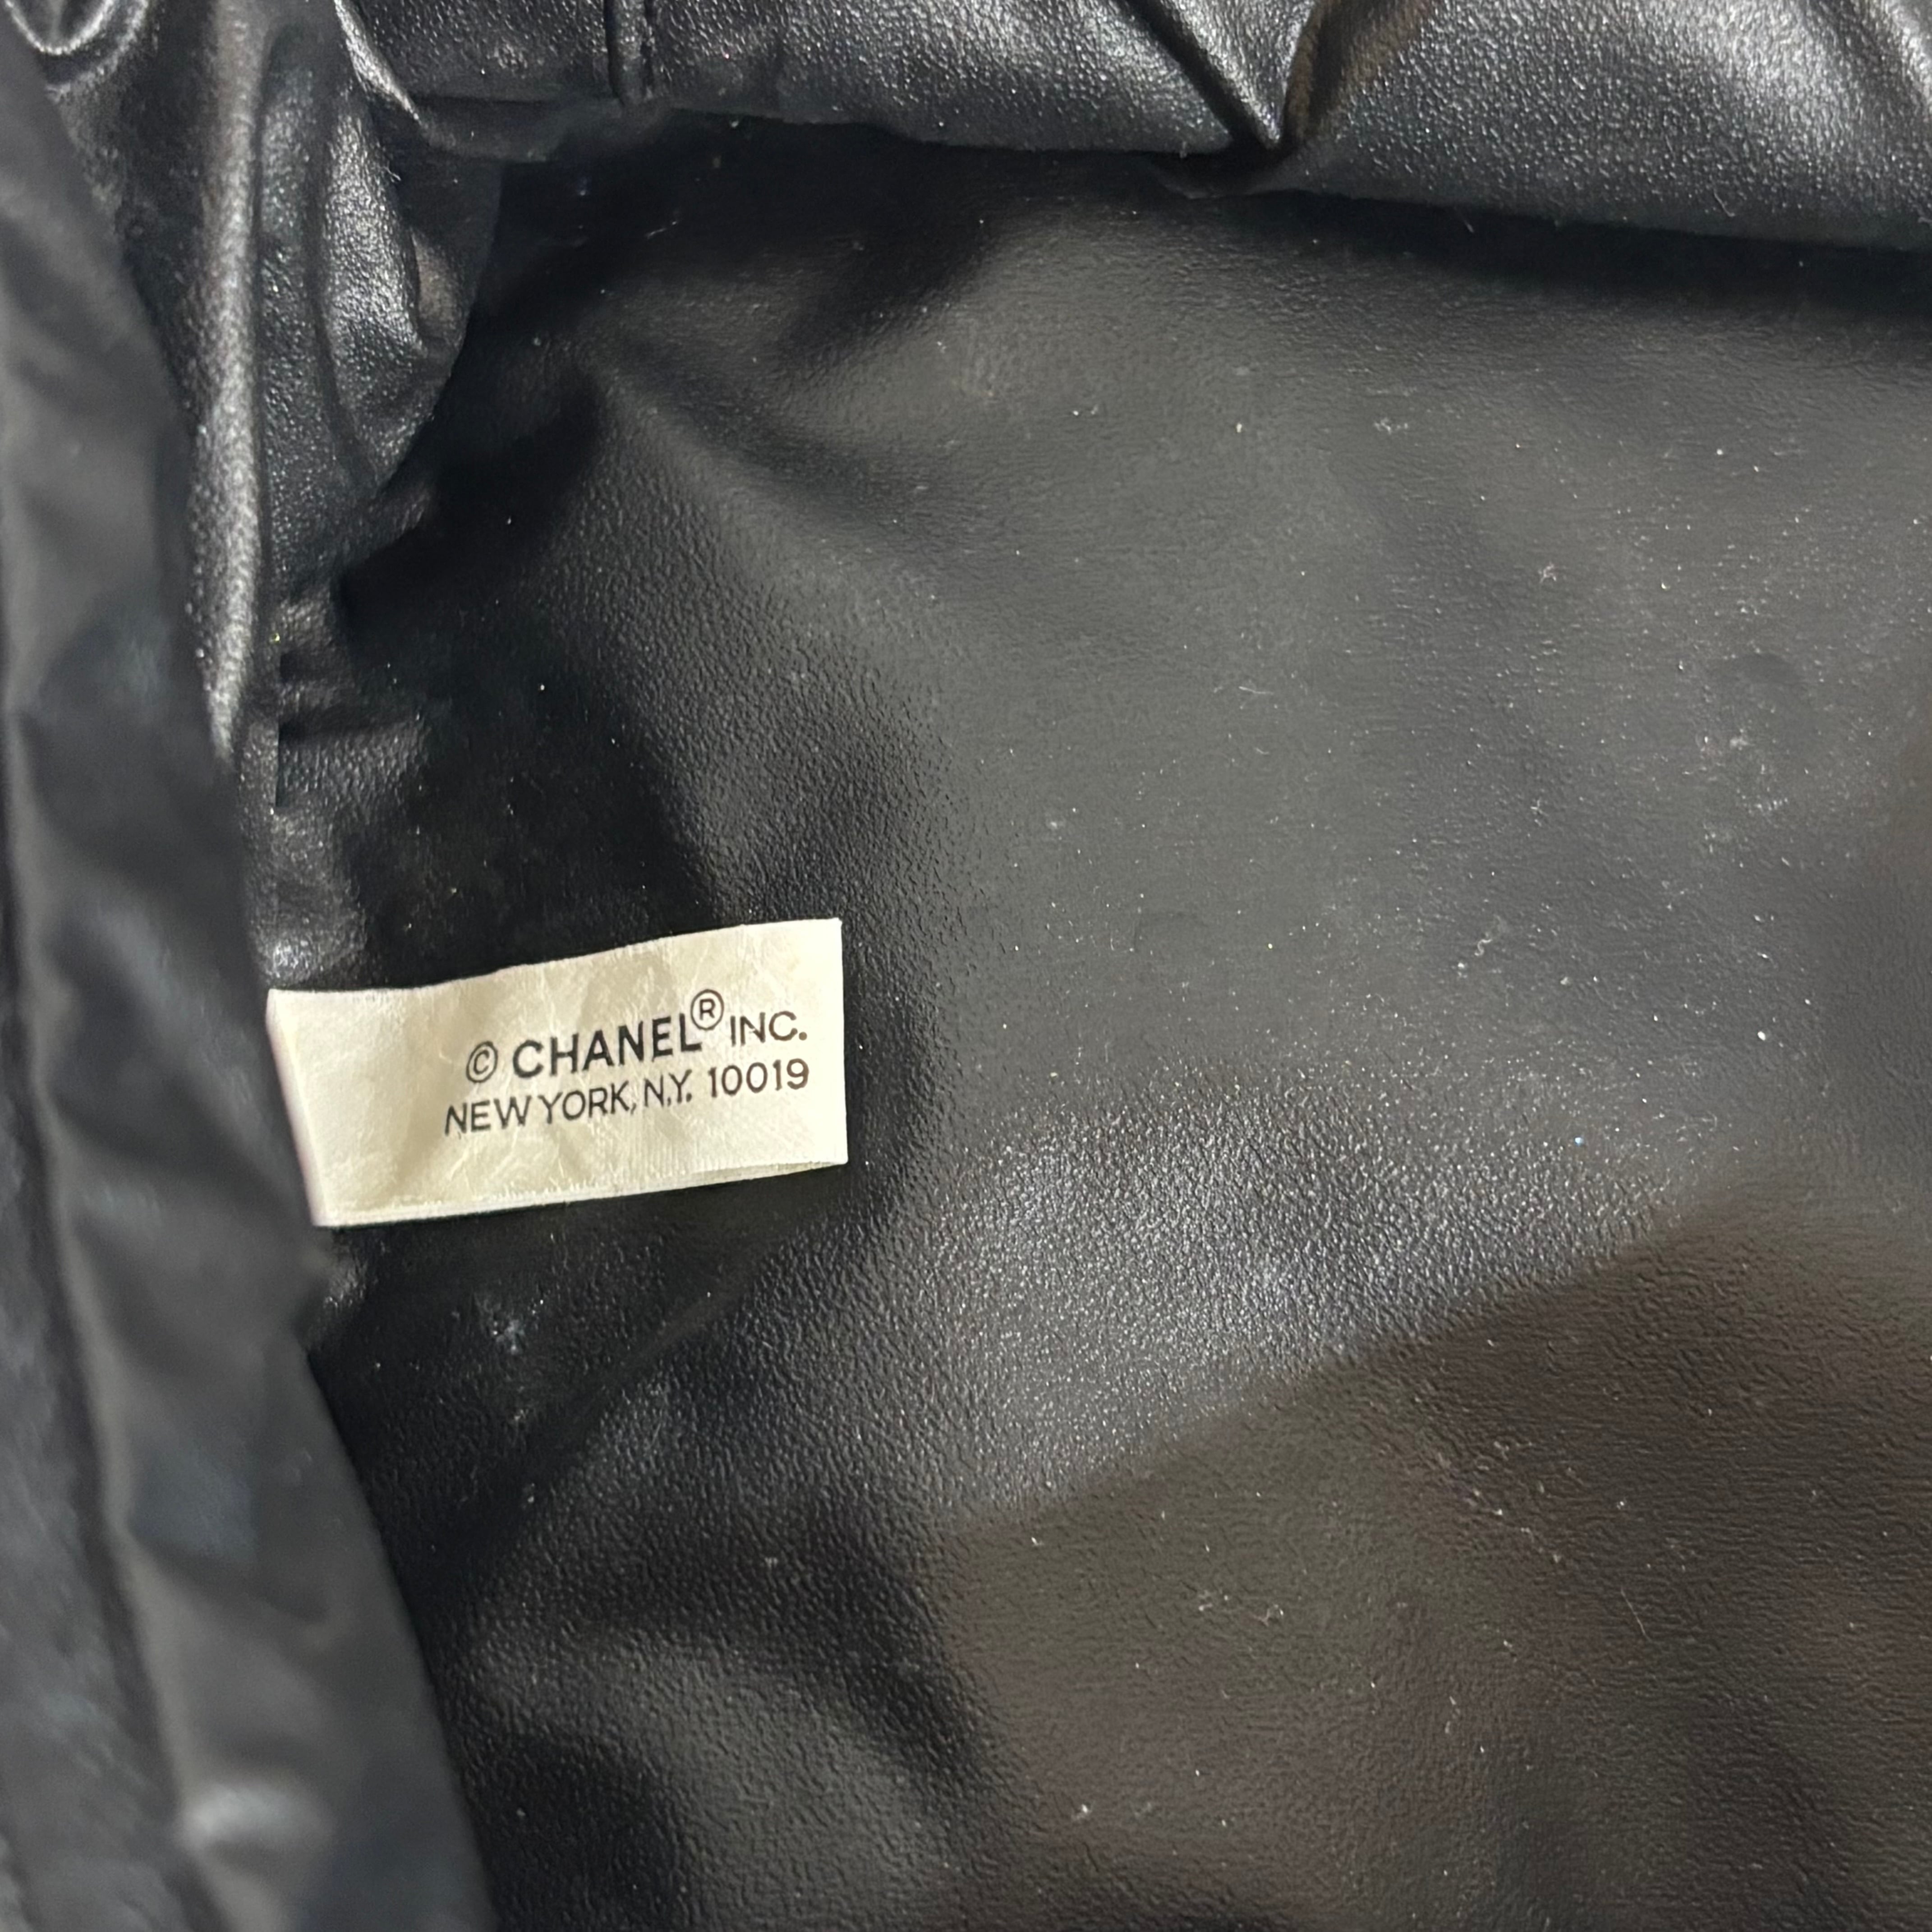 © CHANEL® INC.
NEW YORK, N.Y. 10019